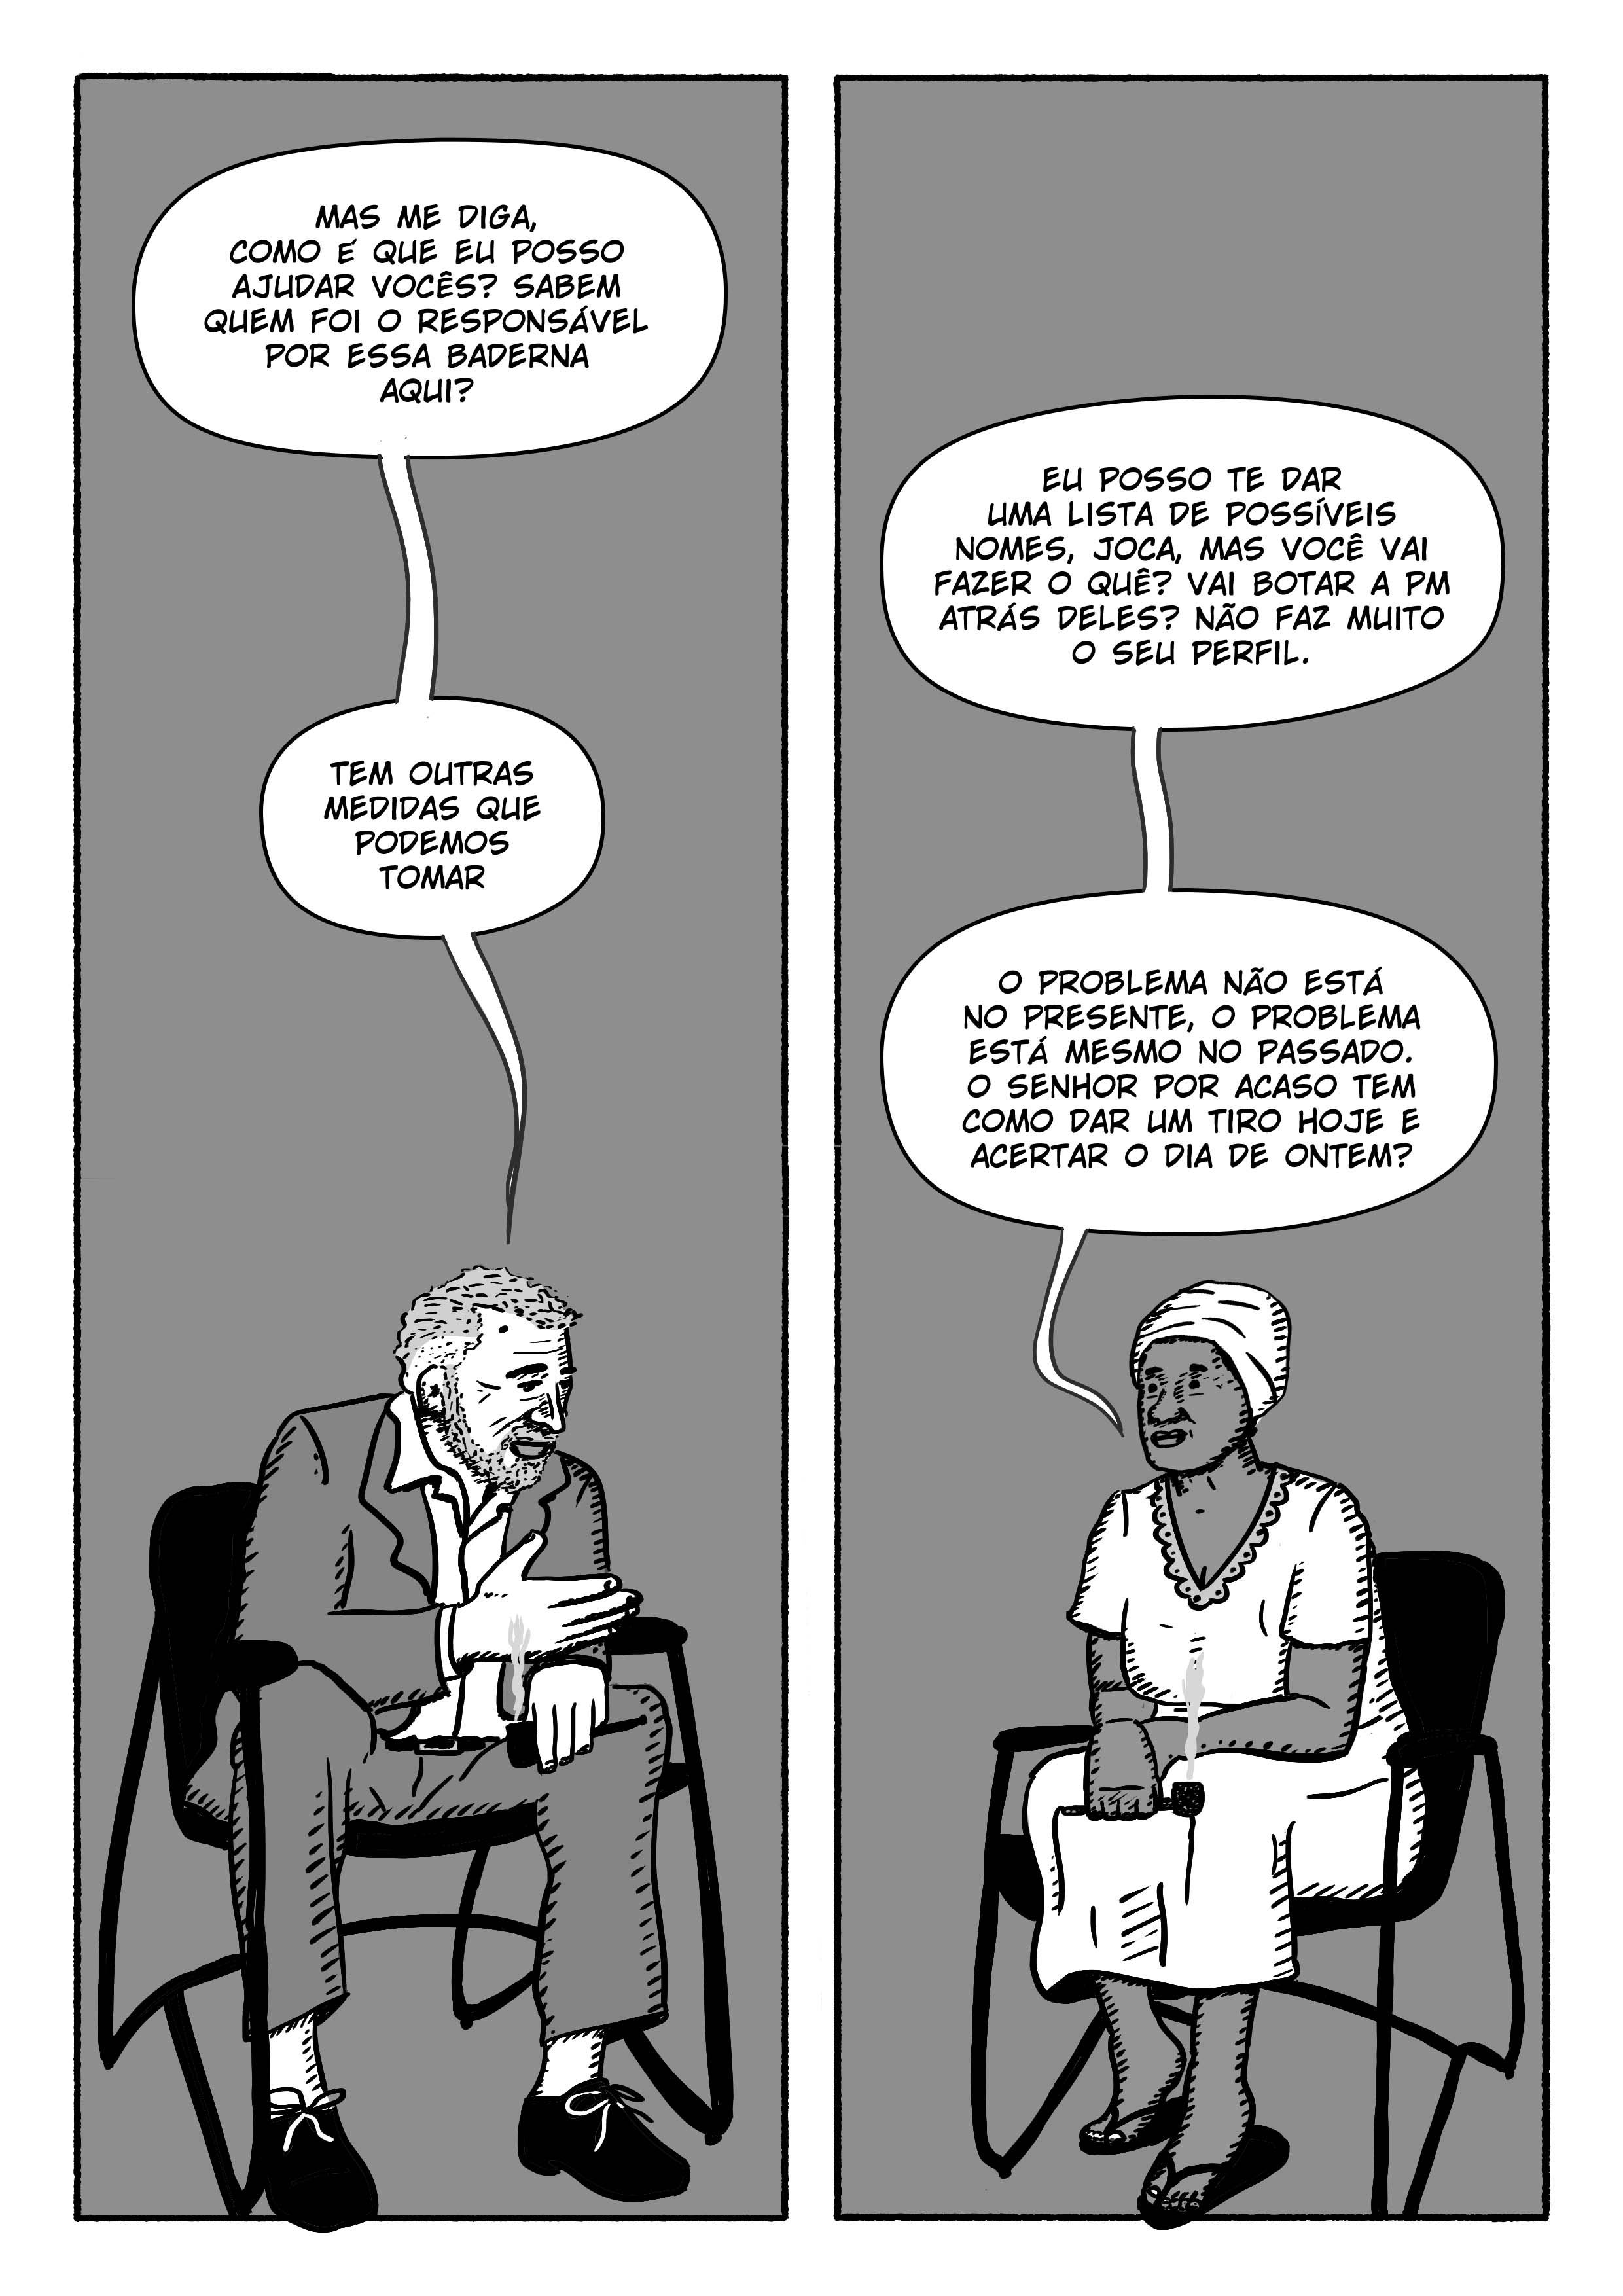 MAS ME DIGA,
COMO É QUE EU POSSO
AJUDAR VOCÊS? SABEM
QUEM FOI O RESPONSÁVEL
POR ESSA BADERNA
AQUI?
TEM OUTRAS
MEDIDAS QUE
PODEMOS
TOMAR
EU POSSO TE DAR
UMA LISTA DE POSSÍVEIS
NOMES, JOCA, MAS VOCÊ VAI
FAZER O QUÊ? VAI BOTAR A PM
ATRÁS DELES? NÃO FAZ MUITO
O SEU PERFIL.
O PROBLEMA NÃO ESTÁ
NO PRESENTE, O PROBLEMA
ESTÁ MESMO NO PASSADO.
O SENHOR POR ACASO TEM
COMO DAR UM TIRO HOJE E
ACERTAR O DIA DE ONTEM?